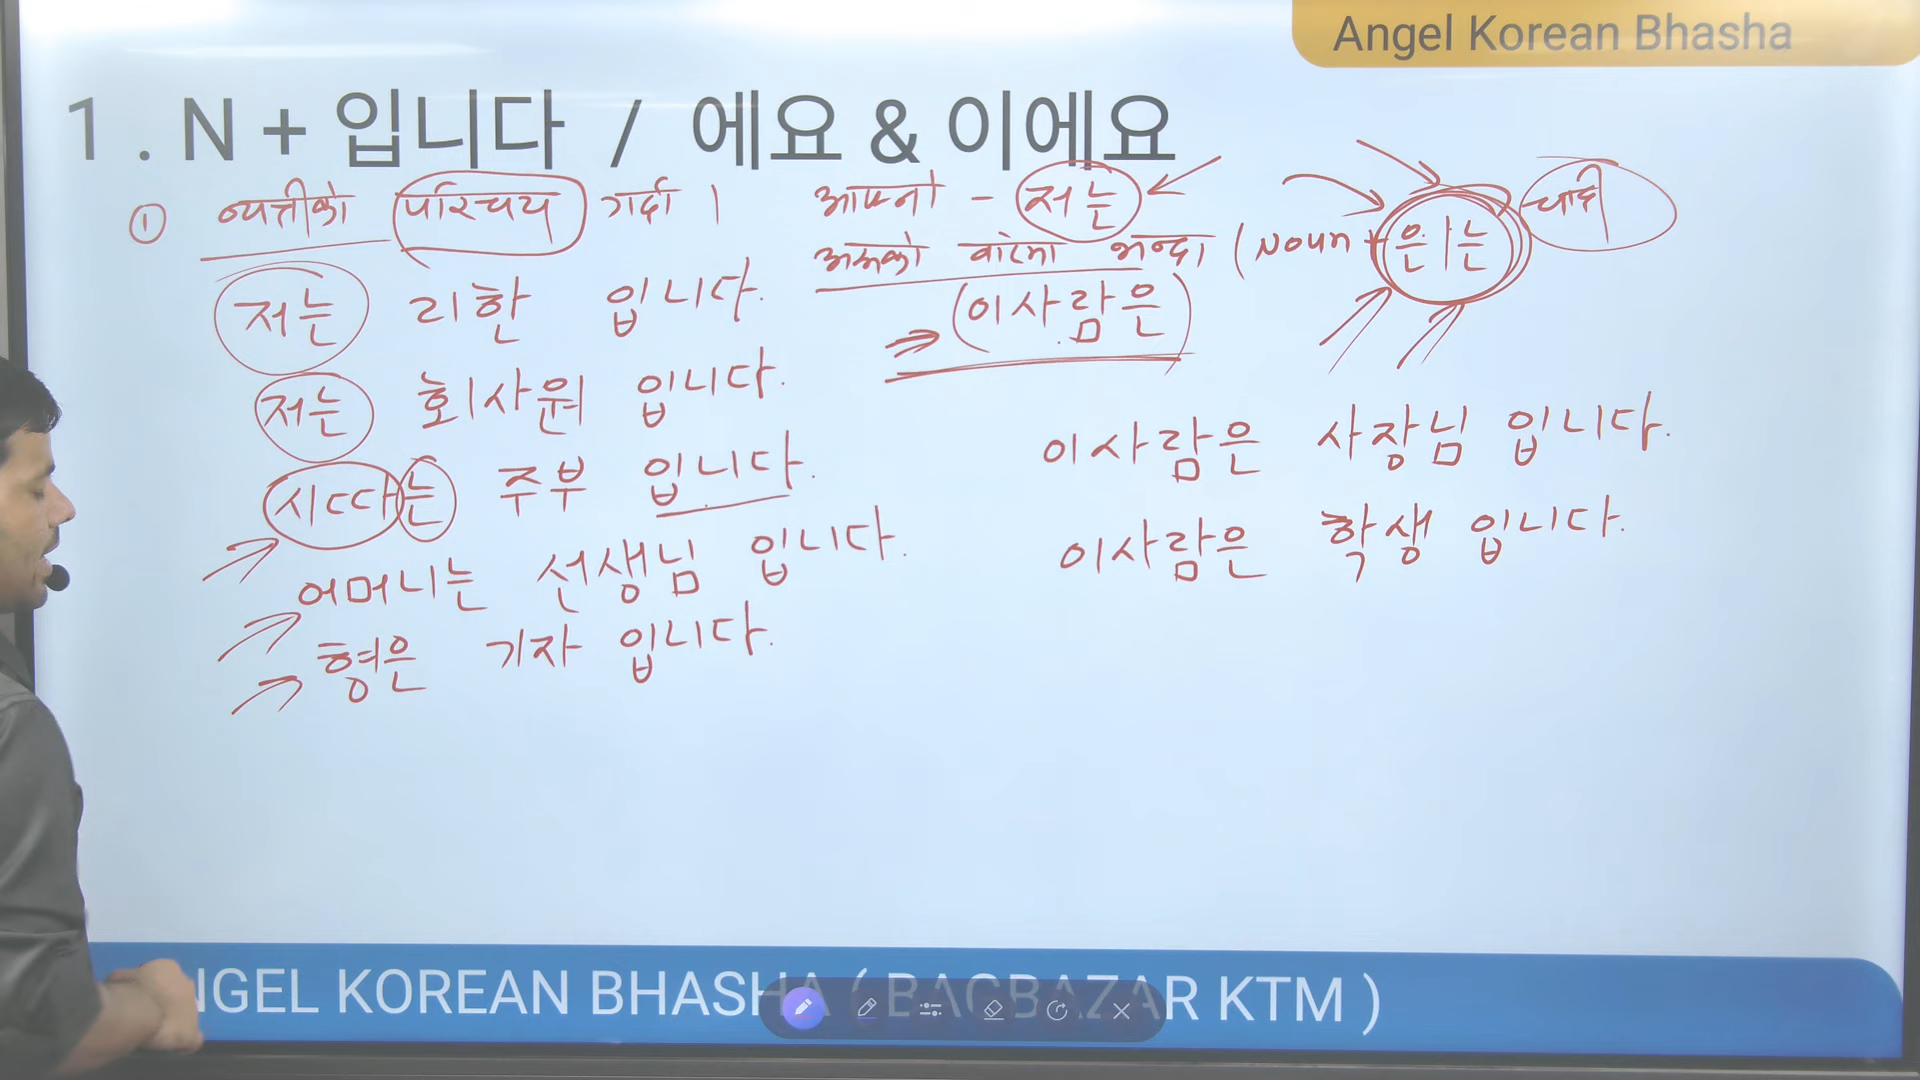 Angel Korean Bhasha
1 . N + 입니다 / 에요 & 이에요
① व्यक्तीको परिचय गर्दा ।
आफ्नो - 저는
अरुको बारेमा भन्दा (Noun + 은/는
저는 리한 입니다.
이사람은
저는 회사원 입니다.
이사람은 사장님 입니다.
시따는 주부 입니다.
이사람은 학생 입니다.
어머니는 선생님 입니다.
형은 기자 입니다.
NGEL KOREAN BHASHA ( BAGBAZAR KTM )